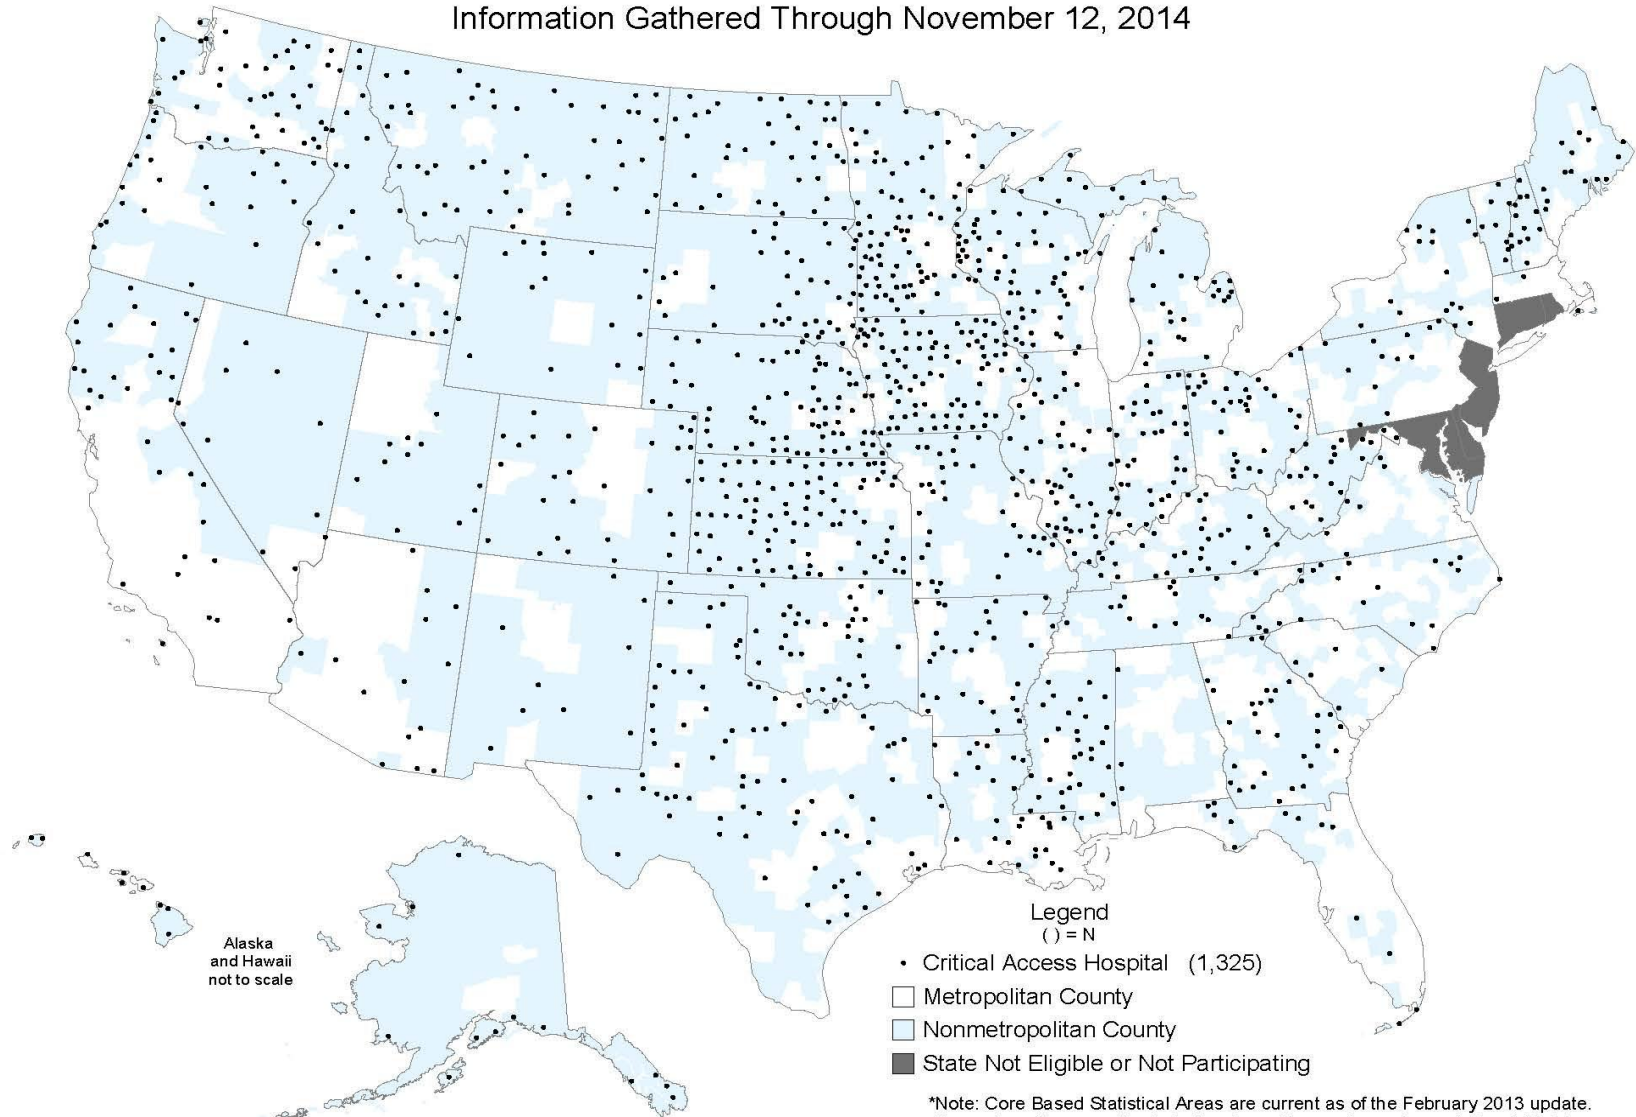 Information Gathered Through November 12, 2014
Alaska
and Hawaii
not to scale
Legend
( ) = N
Critical Access Hospital (1,325)
Metropolitan County
Nonmetropolitan County
State Not Eligible or Not Participating
*Note: Core Based Statistical Areas are current as of the February 2013 update.